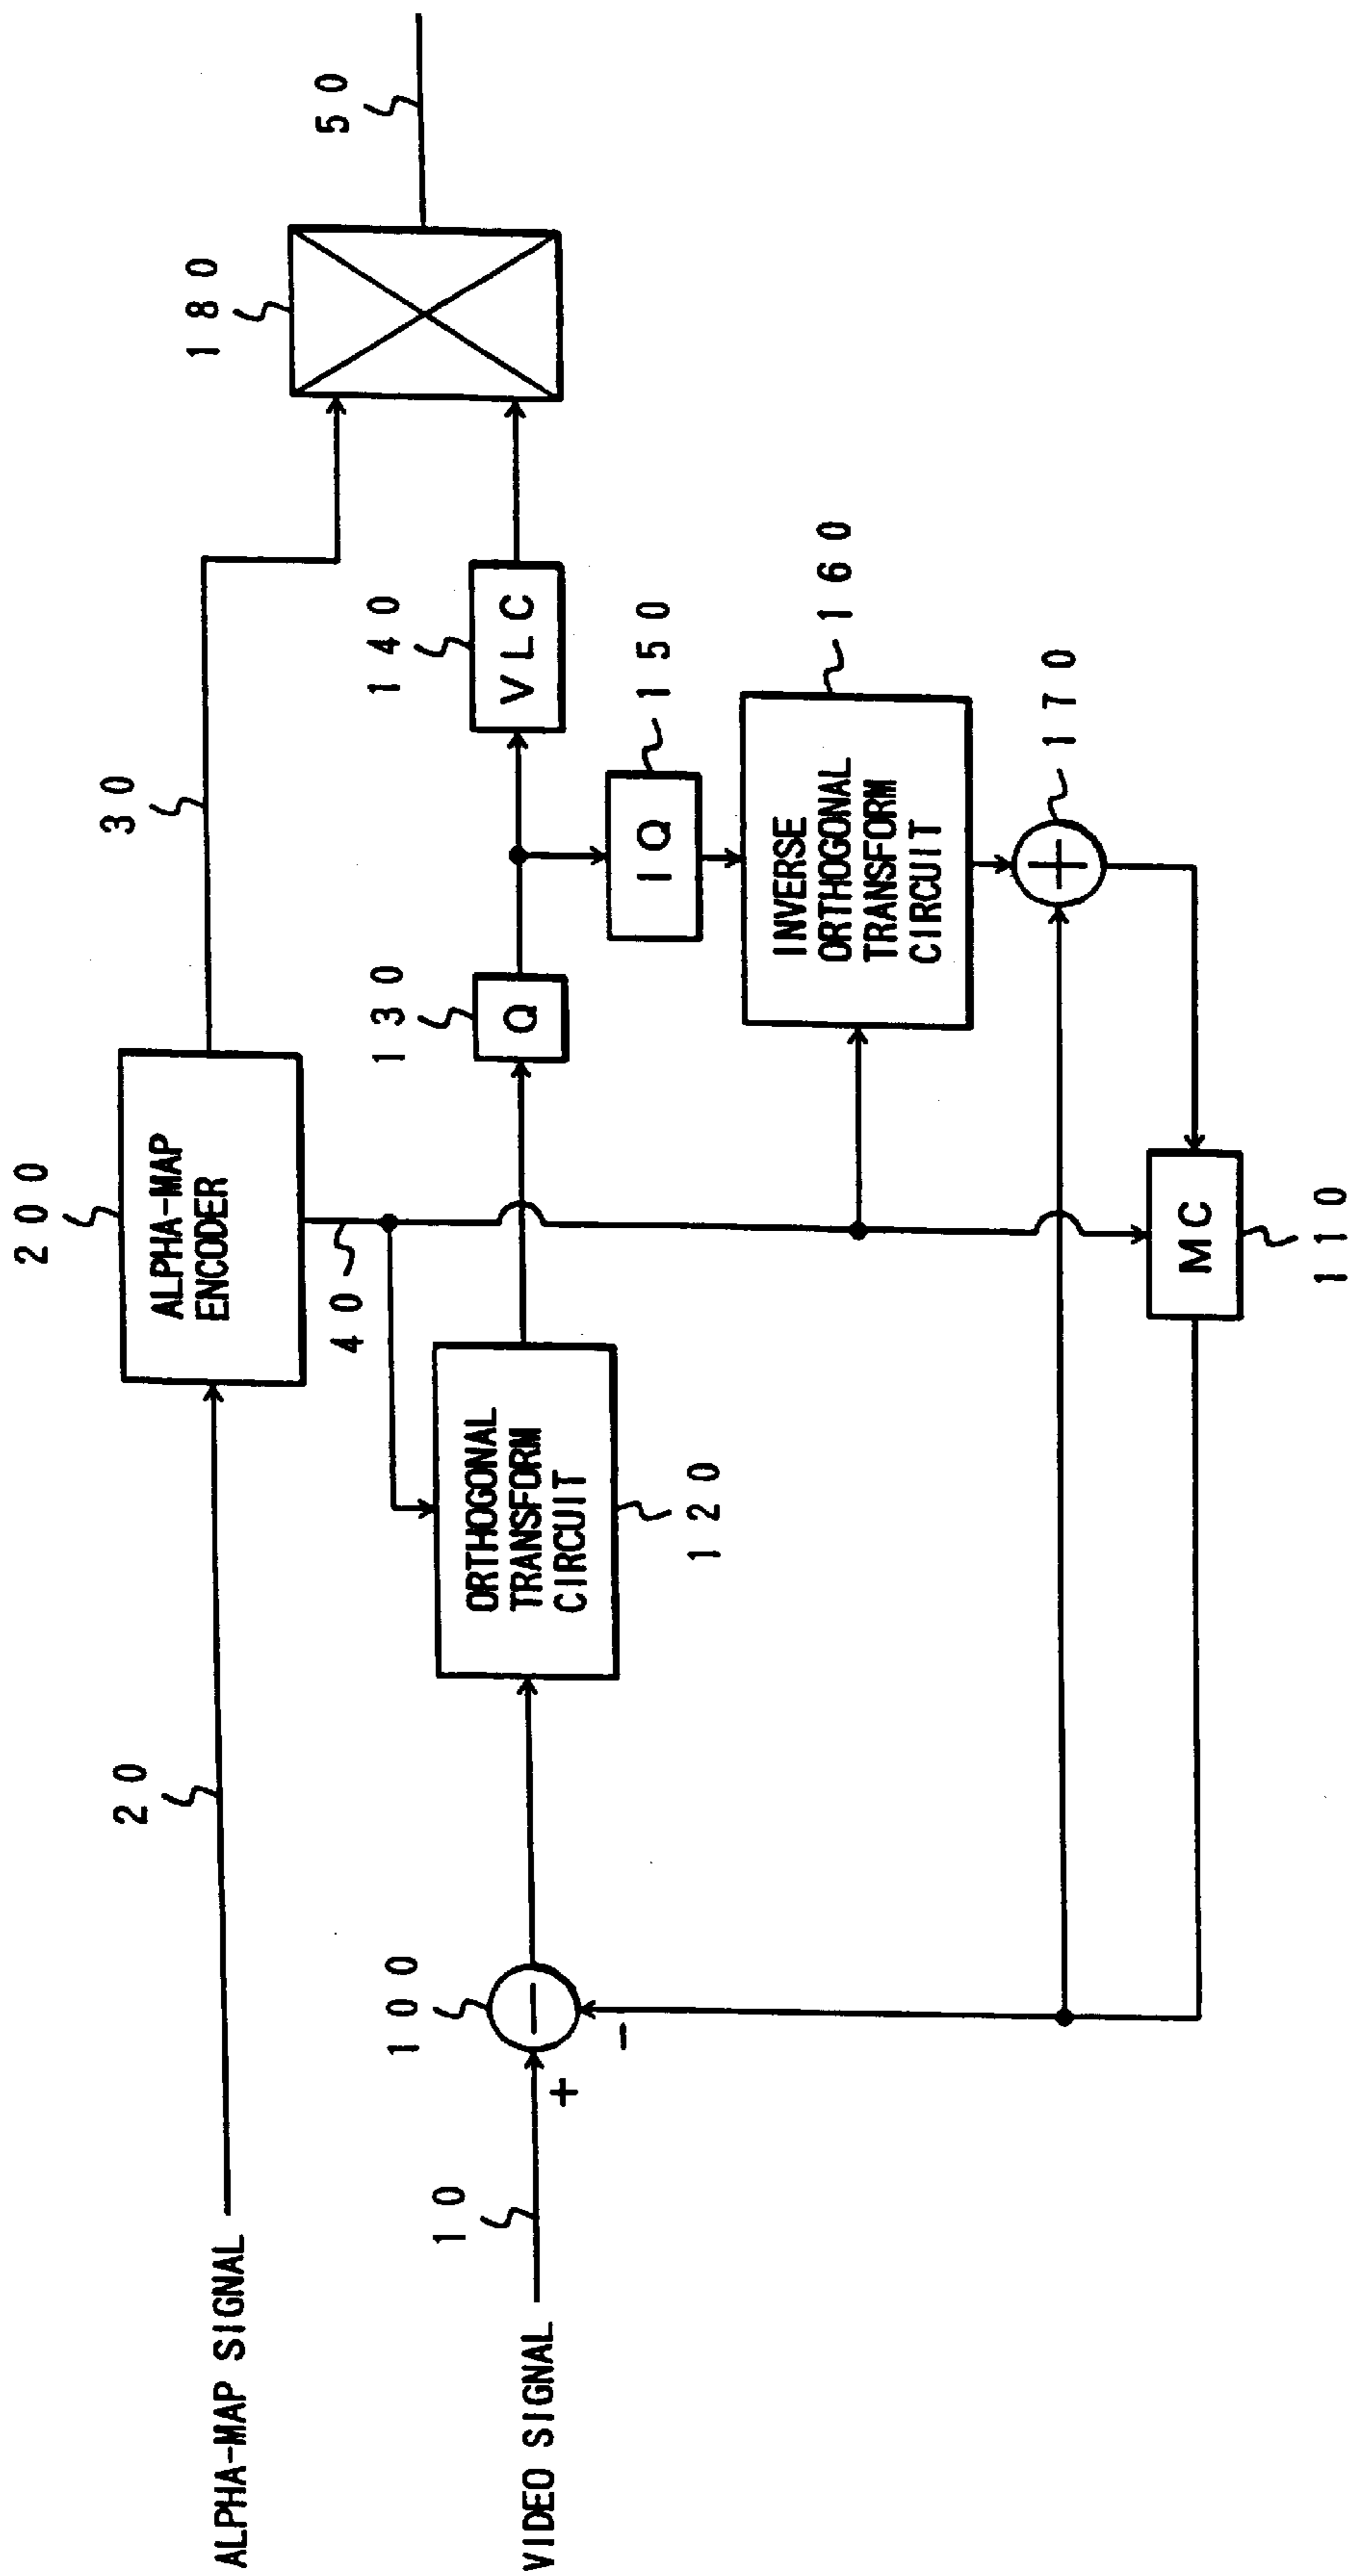 ALPHA-MAP SIGNAL
20
200
ALPHA-MAP
ENCODER
30
180
50
VIDEO SIGNAL
10
+
-
100
40
ORTHOGONAL
TRANSFORM
CIRCUIT
120
130
Q
140
VLC
IQ
150
INVERSE
ORTHOGONAL
TRANSFORM
CIRCUIT
160
170
MC
110